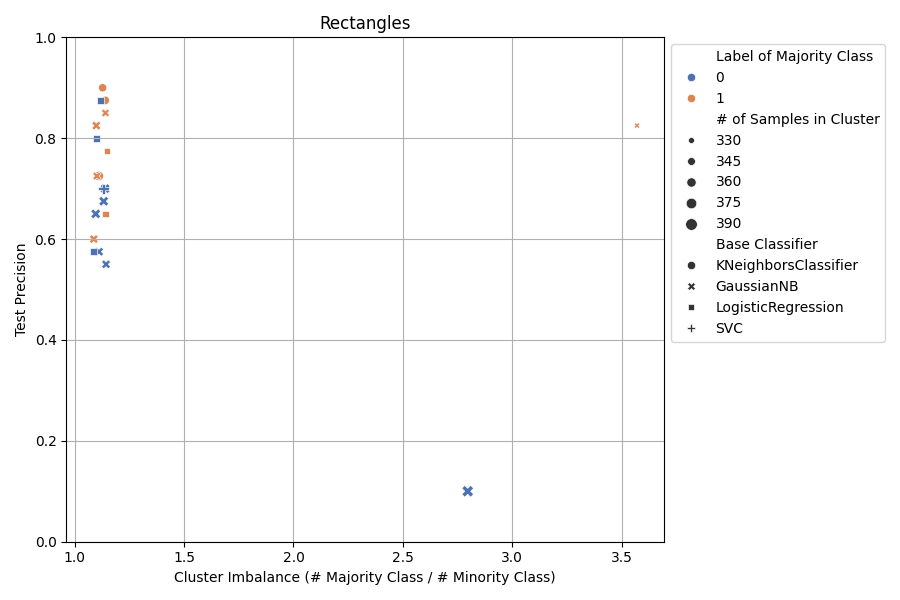 Rectangles
1.0
0.8
0.6
0.4
0.2
0.0
Test Precision
1.0
1.5
2.0
2.5
3.0
3.5
Cluster Imbalance (# Majority Class / # Minority Class)
Label of Majority Class
0
1
# of Samples in Cluster
330
345
360
375
390
Base Classifier
KNeighborsClassifier
GaussianNB
LogisticRegression
SVC